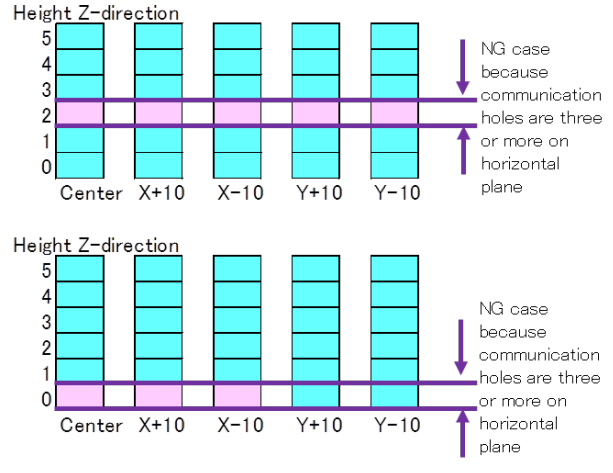 Height Z-direction
5
4
3
2
1
0
Center X+10 X-10 Y+10 Y-10
NG case
because
communication
holes are three
or more on
horizontal
plane
Height Z-direction
5
4
3
2
1
0
Center X+10 X-10 Y+10 Y-10
NG case
because
communication
holes are three
or more on
horizontal
plane